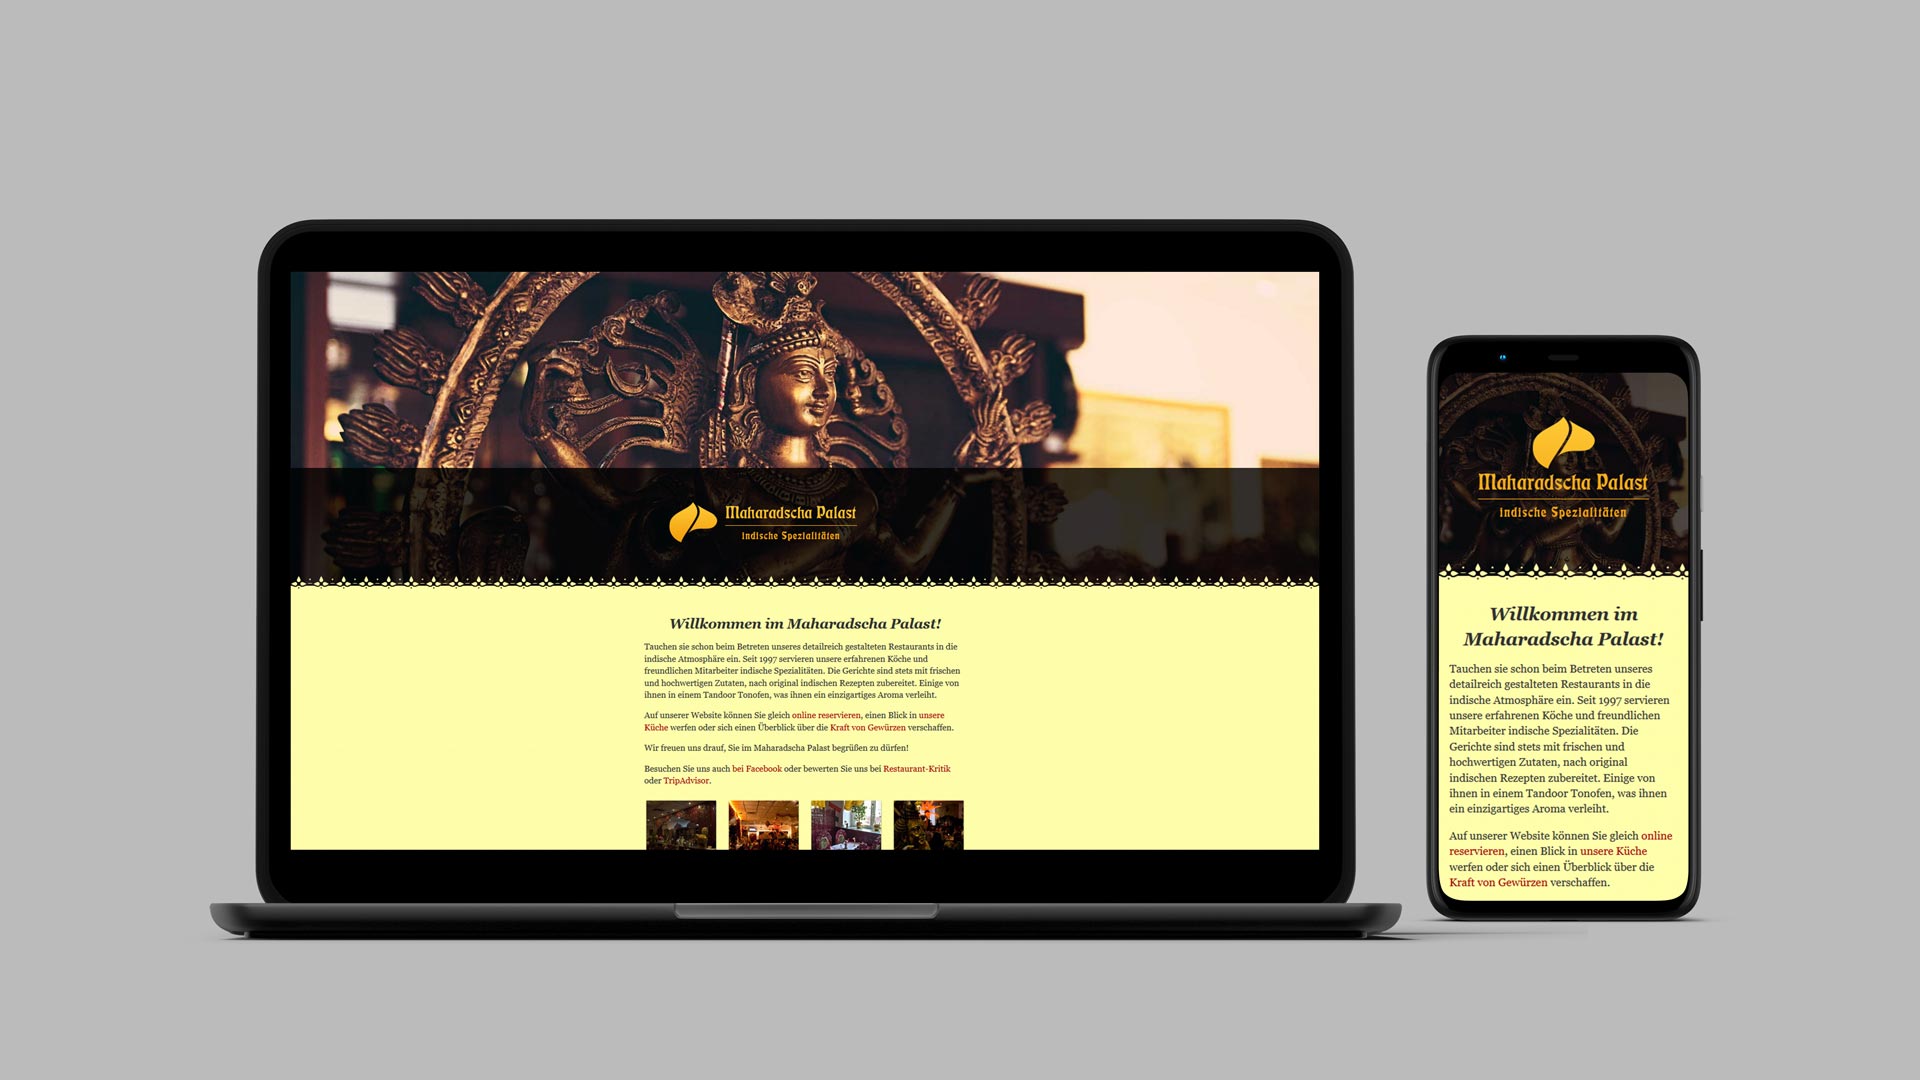 Maharadscha Palast
Indische Spezialitäten
Willkommen im Maharadscha Palast!
Tauchen sie schon beim Betreten unseres detailreich gestalteten Restaurants in die
indische Atmosphäre ein. Seit 1997 servieren unsere erfahrenen Köche und
freundlichen Mitarbeiter indische Spezialitäten. Die Gerichte sind stets mit frischen
und hochwertigen Zutaten, nach original indischen Rezepten zubereitet. Einige von
ihnen in einem Tandoor Tonofen, was ihnen ein einzigartiges Aroma verleiht.
Auf unserer Website können Sie gleich online reservieren, einen Blick in unsere
Küche werfen oder sich einen Überblick über die Kraft von Gewürzen verschaffen.
Wir freuen uns drauf, Sie im Maharadscha Palast begrüßen zu dürfen!
Besuchen Sie uns auch bei Facebook oder bewerten Sie uns bei Restaurant-Kritik
oder TripAdvisor.
Maharadscha Palast
Indische Spezialitäten
Willkommen im
Maharadscha Palast!
Tauchen sie schon beim Betreten unseres
detailreich gestalteten Restaurants in die
indische Atmosphäre ein. Seit 1997 servieren
unsere erfahrenen Köche und freundlichen
Mitarbeiter indische Spezialitäten. Die
Gerichte sind stets mit frischen und
hochwertigen Zutaten, nach original
indischen Rezepten zubereitet. Einige von
ihnen in einem Tandoor Tonofen, was ihnen
ein einzigartiges Aroma verleiht.
Auf unserer Website können Sie gleich online
reservieren, einen Blick in unsere Küche
werfen oder sich einen Überblick über die
Kraft von Gewürzen verschaffen.